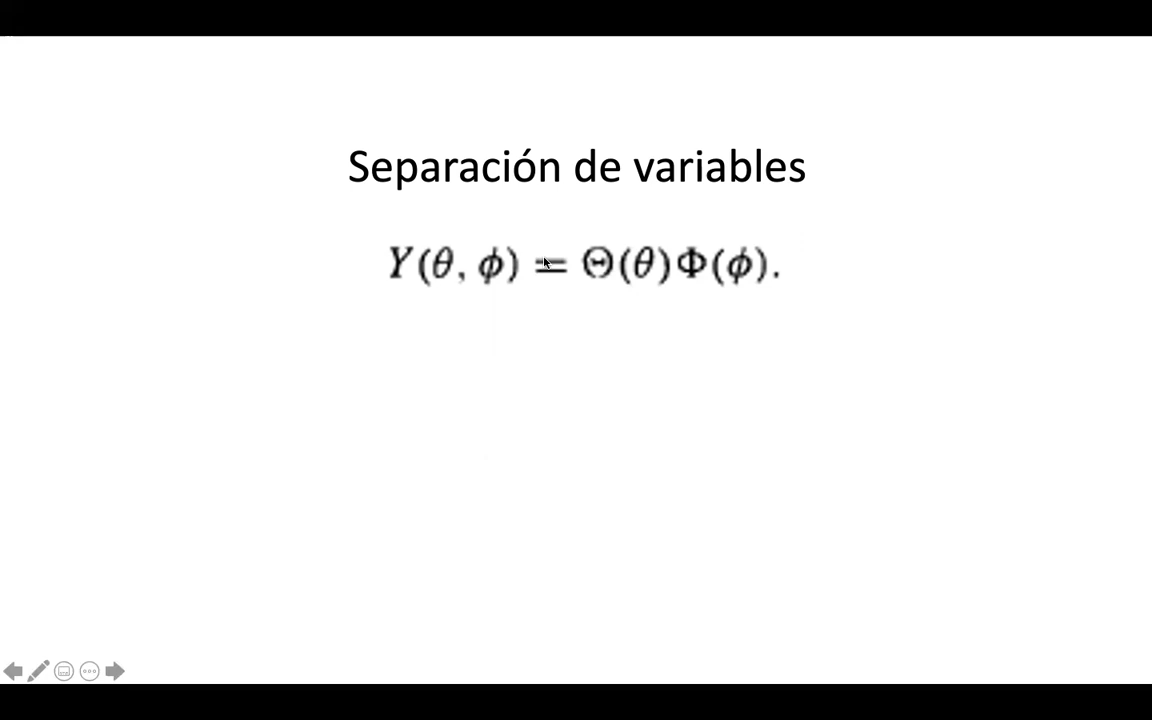 Separación de variables
Y(θ, ϕ) = Θ(θ)Φ(ϕ).